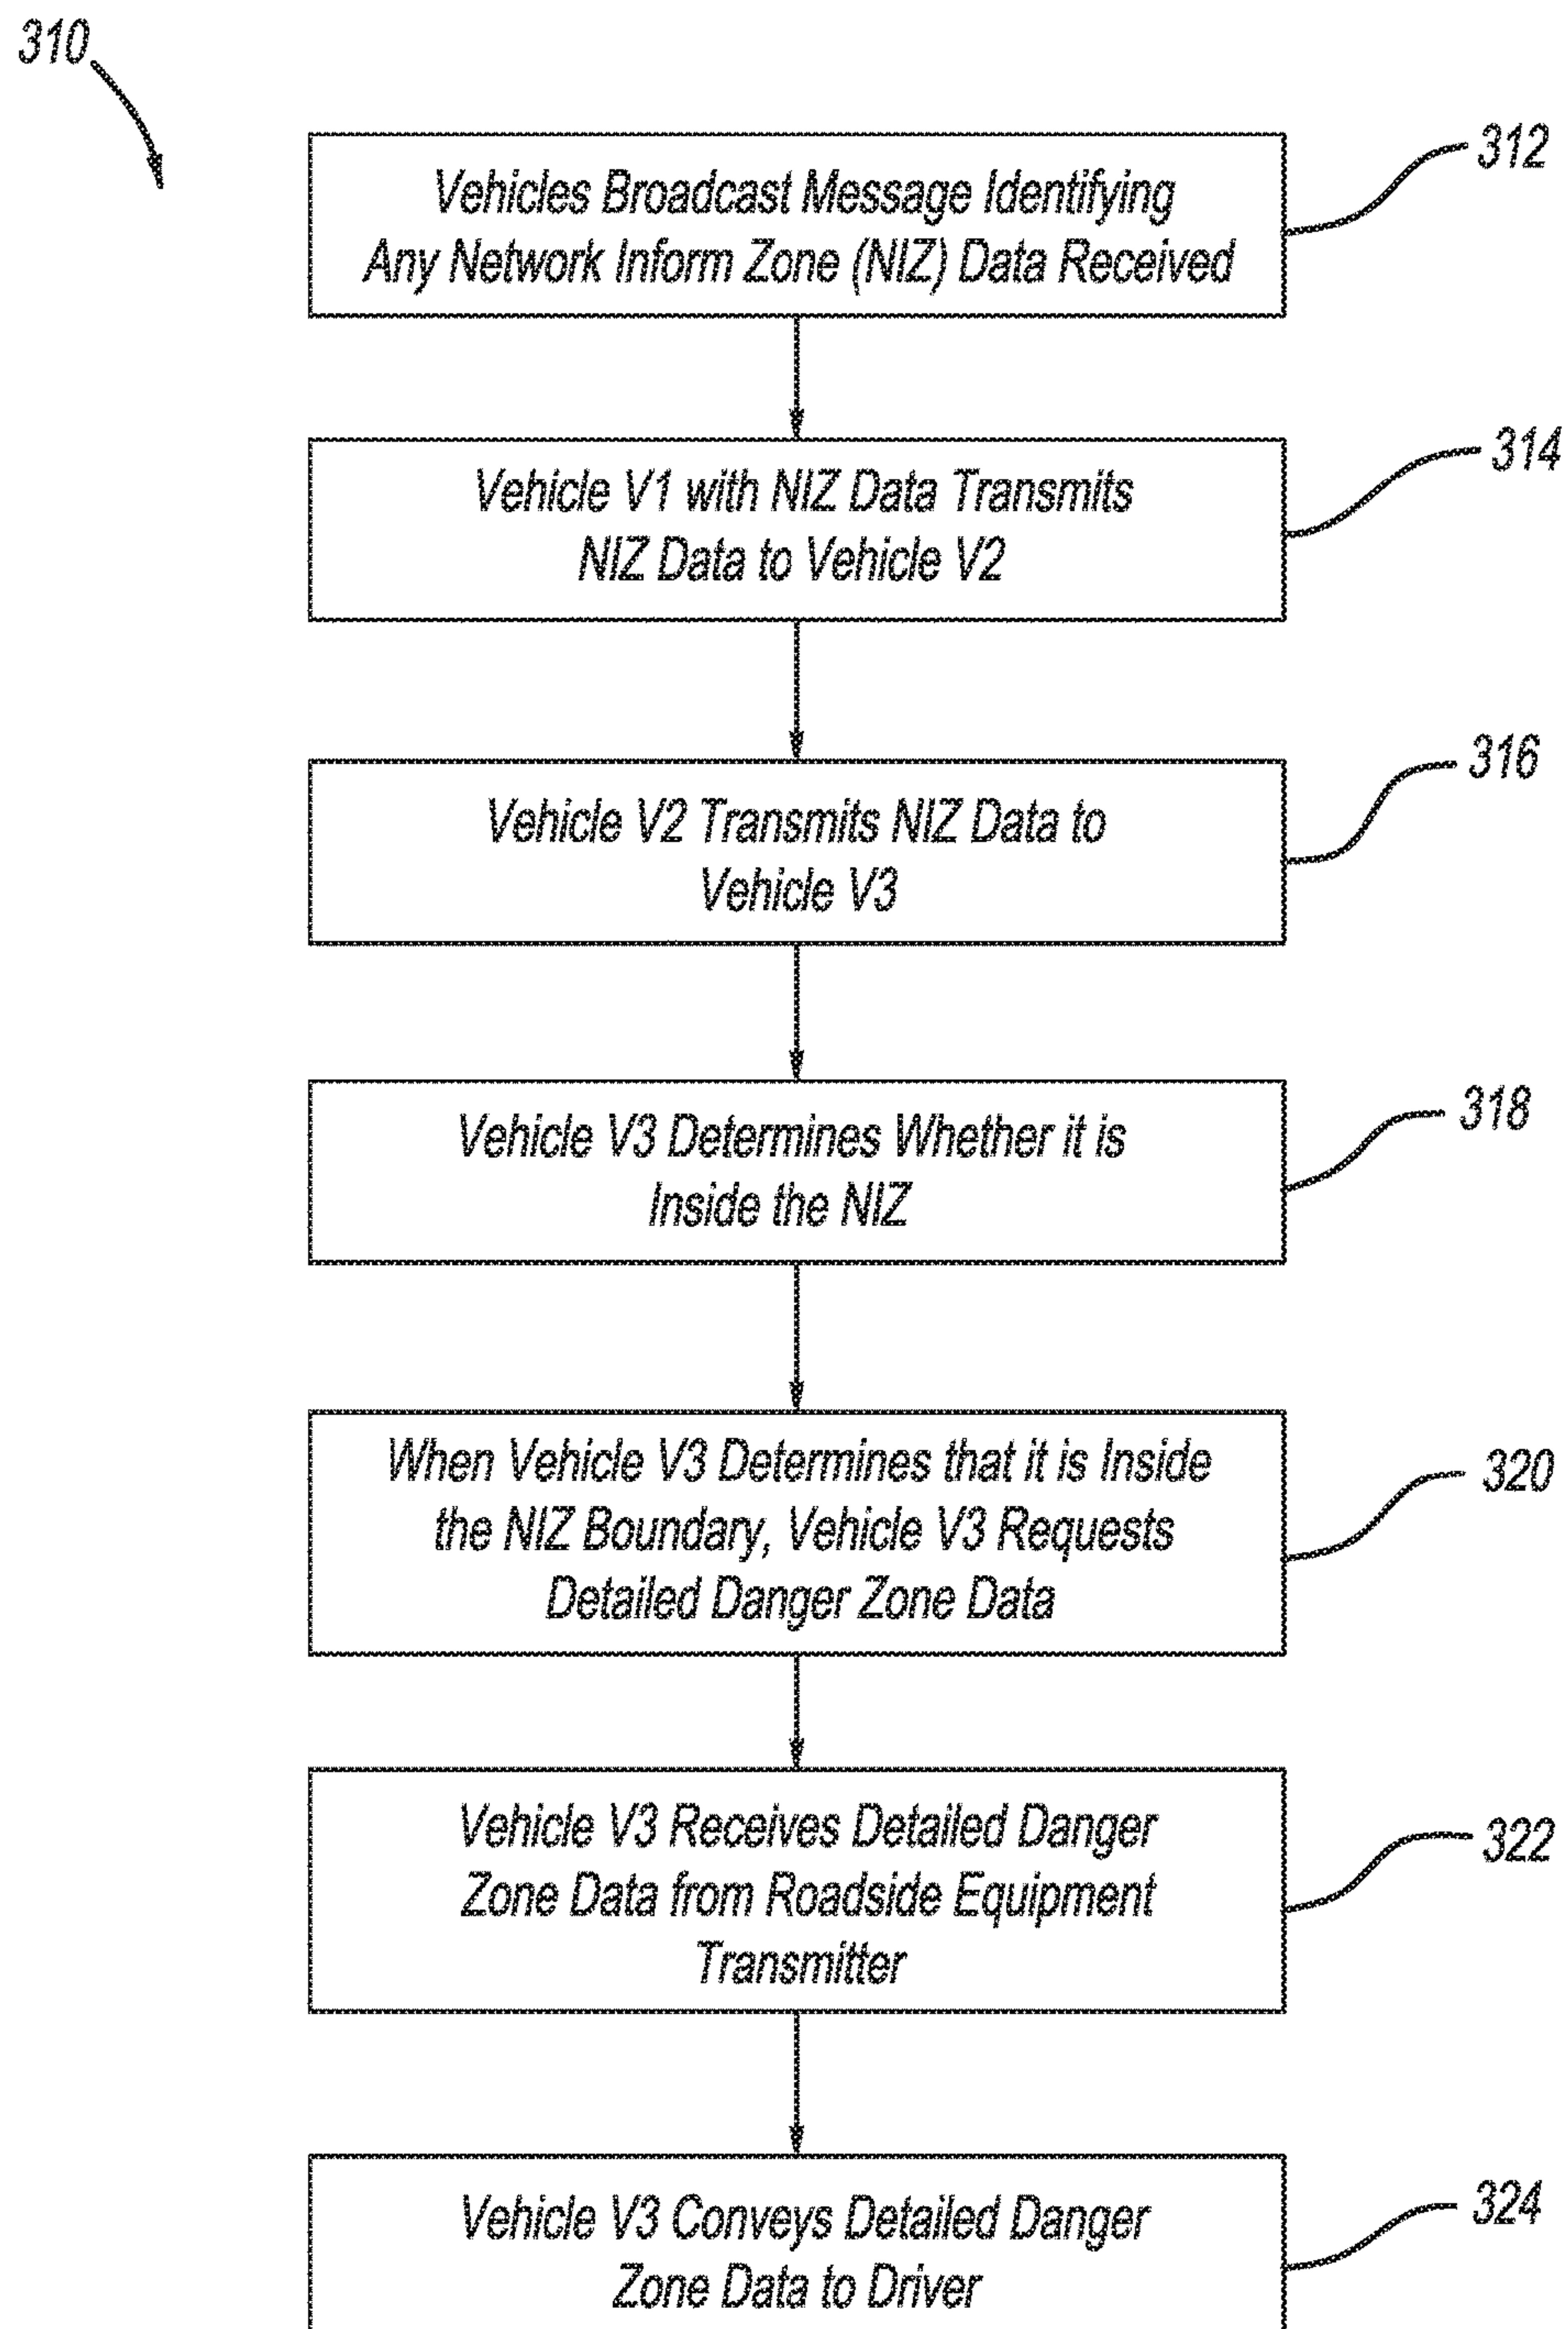 310
312
Vehicles Broadcast Message Identifying
Any Network Inform Zone (NIZ) Data Received
314
Vehicle V1 with NIZ Data Transmits
NIZ Data to Vehicle V2
316
Vehicle V2 Transmits NIZ Data to
Vehicle V3
318
Vehicle V3 Determines Whether it is
Inside the NIZ
320
When Vehicle V3 Determines that it is Inside
the NIZ Boundary, Vehicle V3 Requests
Detailed Danger Zone Data
322
Vehicle V3 Receives Detailed Danger
Zone Data from Roadside Equipment
Transmitter
324
Vehicle V3 Conveys Detailed Danger
Zone Data to Driver